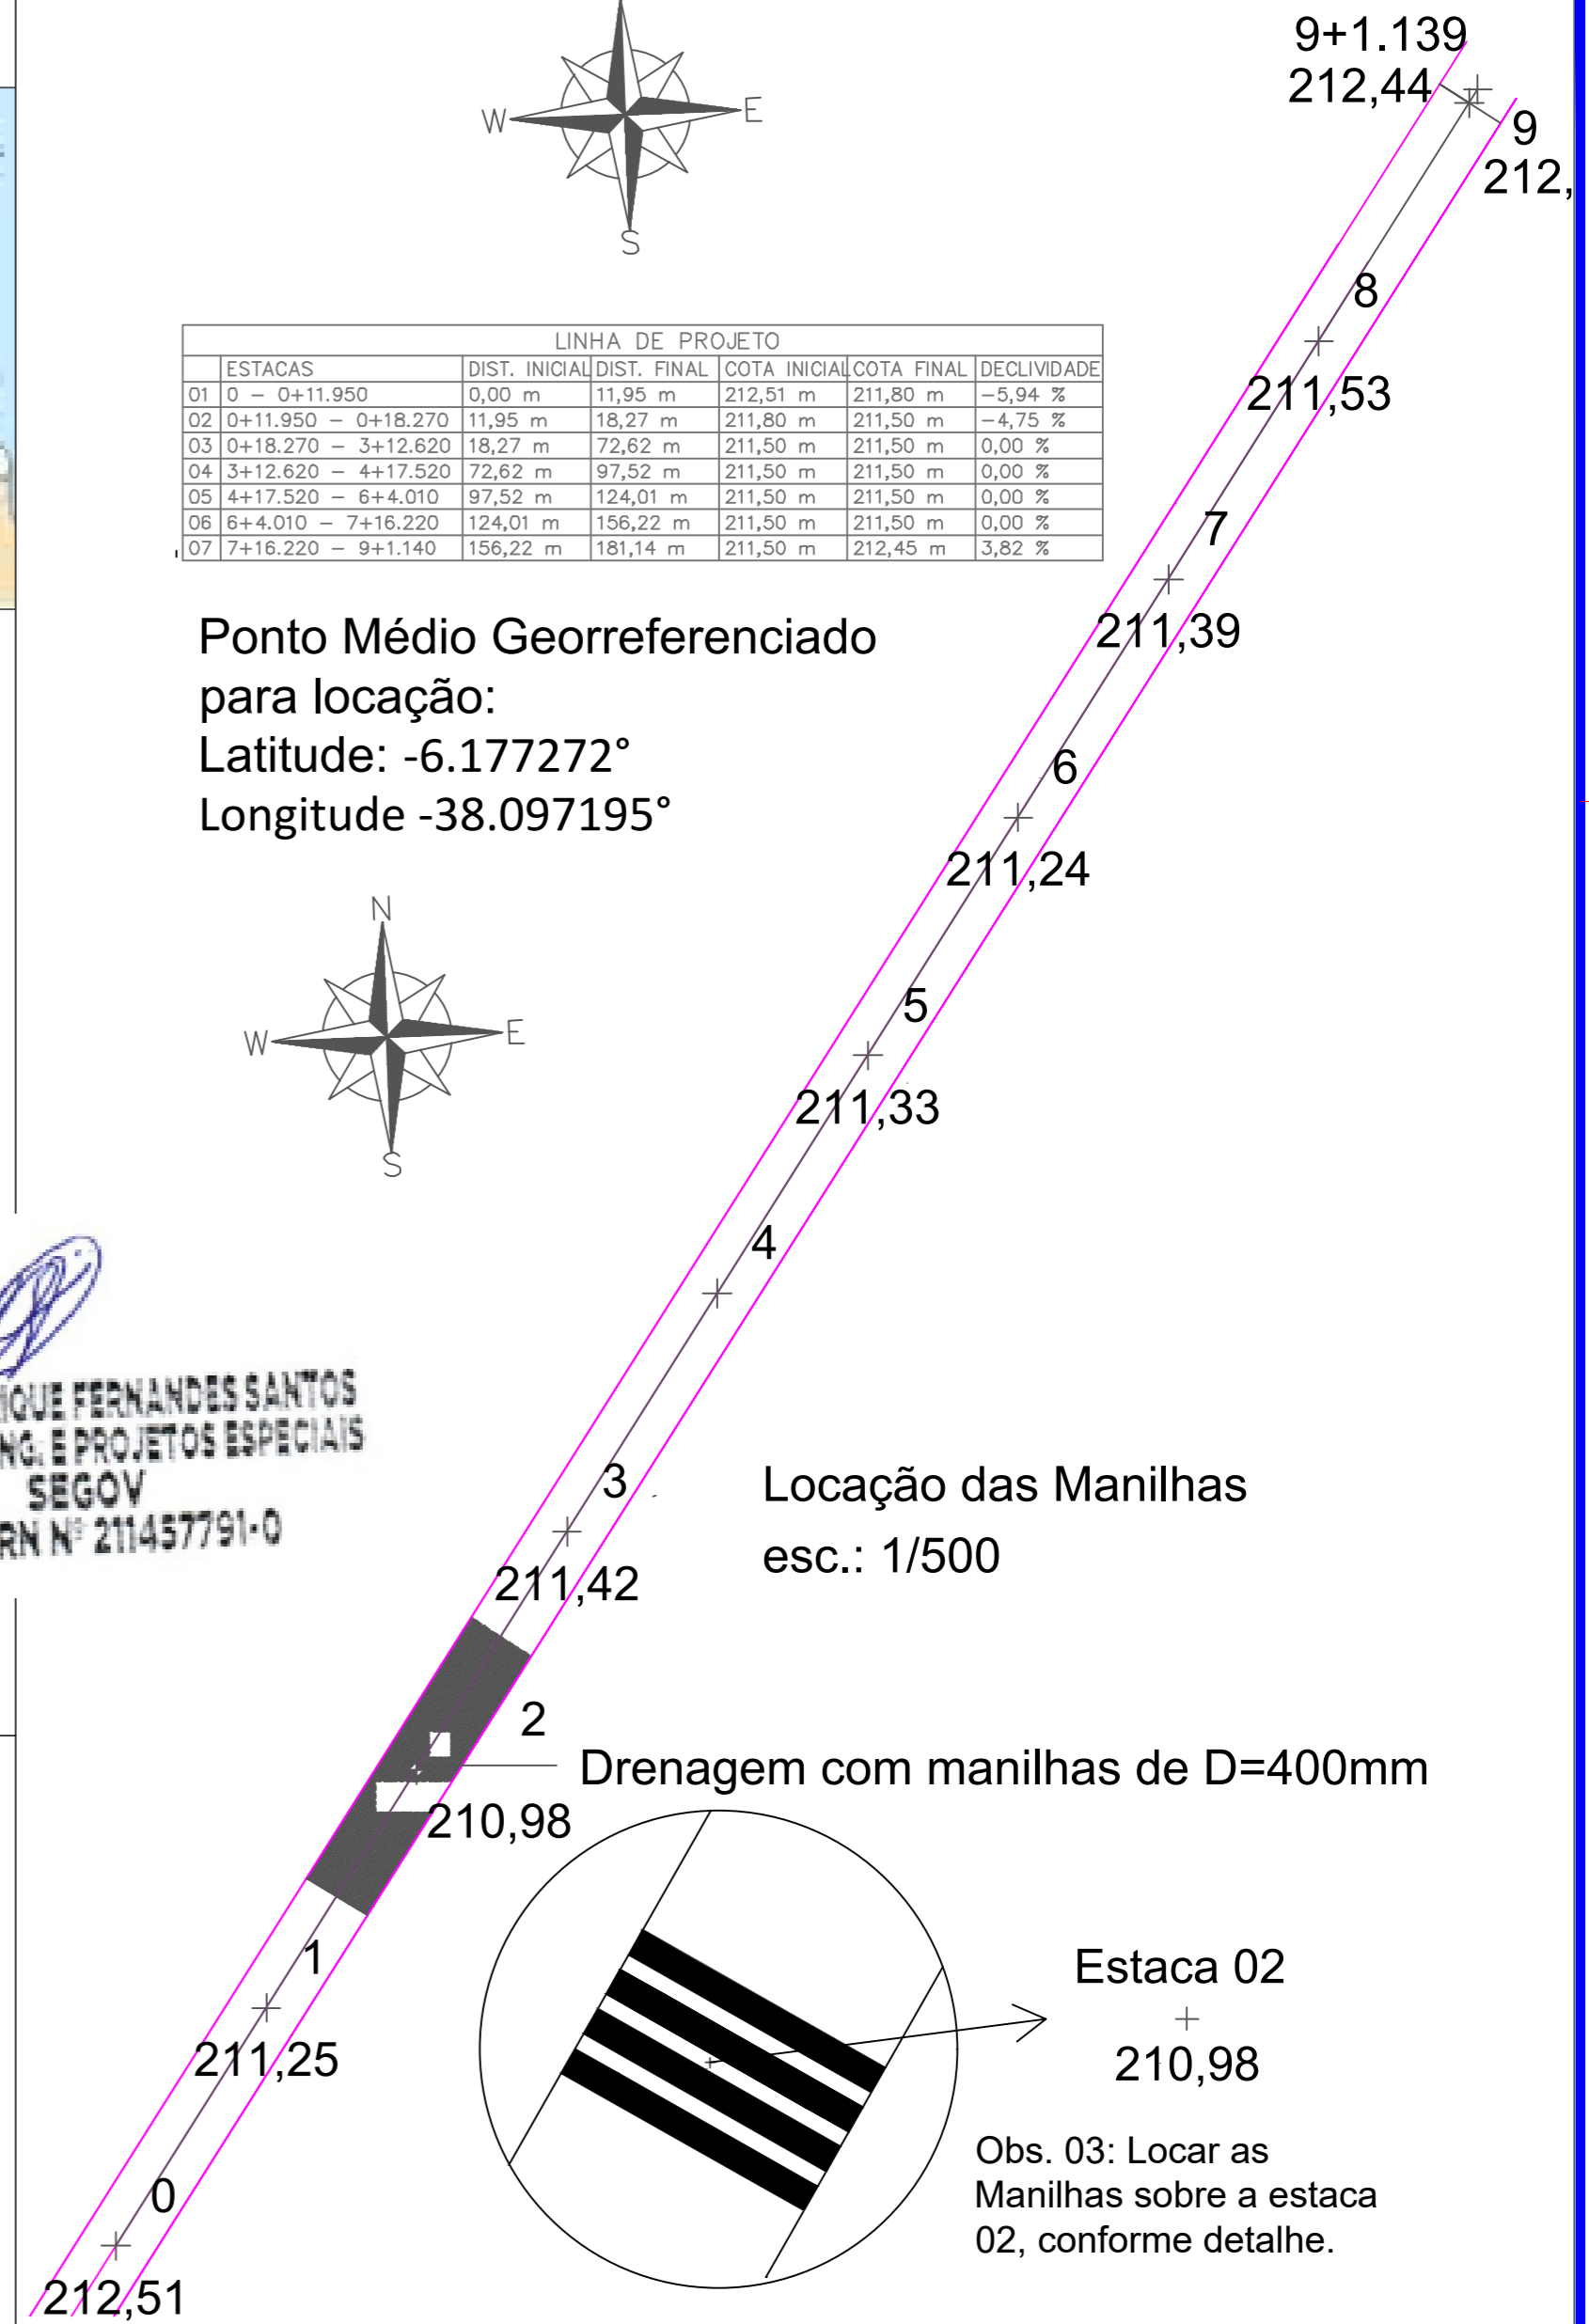 9+1.139
212,44
9
212,
W
E
S
8
211,53
LINHA DE PROJETO
ESTACAS DIST. INICIAL DIST. FINAL COTA INICIAL COTA FINAL DECLIVIDADE
01 0 – 0+11.950 0,00 m 11,95 m 212,51 m 211,80 m –5,94 %
02 0+11.950 – 0+18.270 11,95 m 18,27 m 211,80 m 211,50 m –4,75 %
03 0+18.270 – 3+12.620 18,27 m 72,62 m 211,50 m 211,50 m 0,00 %
04 3+12.620 – 4+17.520 72,62 m 97,52 m 211,50 m 211,50 m 0,00 %
05 4+17.520 – 6+4.010 97,52 m 124,01 m 211,50 m 211,50 m 0,00 %
06 6+4.010 – 7+16.220 124,01 m 156,22 m 211,50 m 211,50 m 0,00 %
07 7+16.220 – 9+1.140 156,22 m 181,14 m 211,50 m 212,45 m 3,82 %
7
211,39
Ponto Médio Georreferenciado
para locação:
Latitude: -6.177272°
Longitude -38.097195°
6
211,24
N
W
E
S
5
211,33
4
IQUE FERNANDES SANTOS
NG. E PROJETOS ESPECIAIS
SEGOV
RN Nº 211457791-0
3
211,42
Locação das Manilhas
esc.: 1/500
2
Drenagem com manilhas de D=400mm
210,98
1
211,25
Estaca 02
210,98
Obs. 03: Locar as
Manilhas sobre a estaca
02, conforme detalhe.
0
212,51